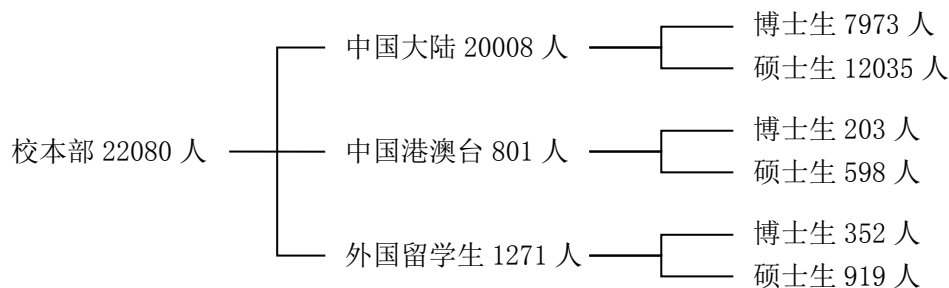 校本部 22080 人
中国大陆 20008 人
博士生 7973 人
硕士生 12035 人
中国港澳台 801 人
博士生 203 人
硕士生 598 人
外国留学生 1271 人
博士生 352 人
硕士生 919 人